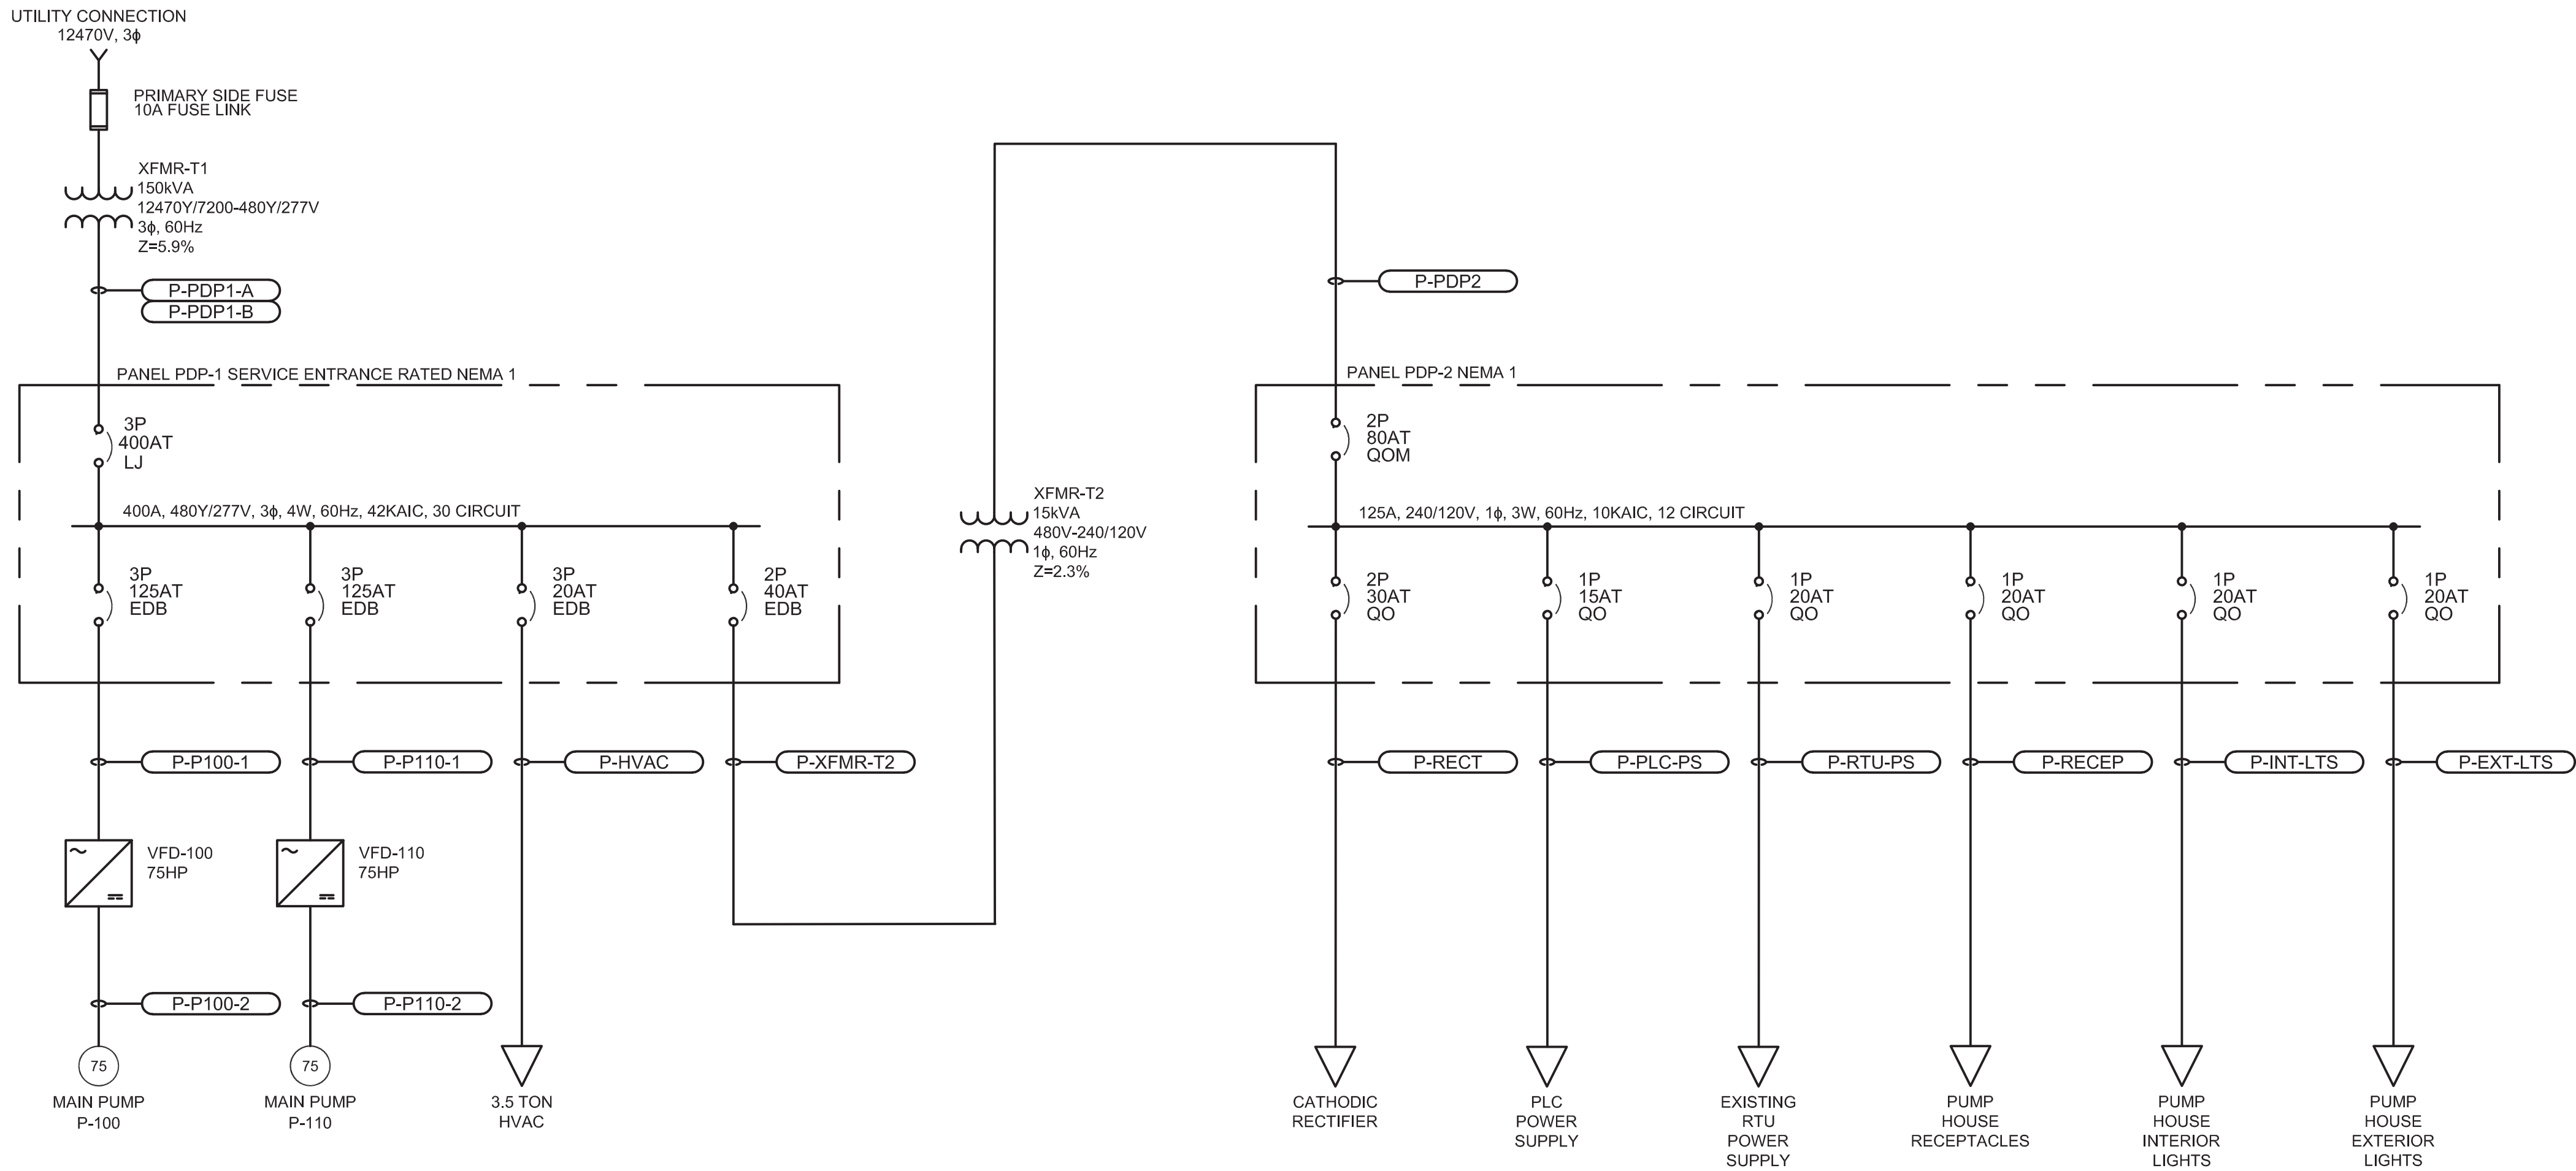 UTILITY CONNECTION
12470V, 3ϕ
PRIMARY SIDE FUSE
10A FUSE LINK
XFMR-T1
150kVA
12470Y/7200-480Y/277V
3ϕ, 60Hz
Z=5.9%
P-PDP1-A
P-PDP1-B
PANEL PDP-1 SERVICE ENTRANCE RATED NEMA 1
3P
400AT
LJ
400A, 480Y/277V, 3ϕ, 4W, 60Hz, 42KAIC, 30 CIRCUIT
3P
125AT
EDB
3P
125AT
EDB
3P
20AT
EDB
2P
40AT
EDB
P-P100-1
P-P110-1
P-HVAC
P-XFMR-T2
VFD-100
75HP
VFD-110
75HP
P-P100-2
P-P110-2
75
MAIN PUMP
P-100
75
MAIN PUMP
P-110
3.5 TON
HVAC
XFMR-T2
15kVA
480V-240/120V
1ϕ, 60Hz
Z=2.3%
P-PDP2
PANEL PDP-2 NEMA 1
2P
80AT
QOM
125A, 240/120V, 1ϕ, 3W, 60Hz, 10KAIC, 12 CIRCUIT
2P
30AT
QO
1P
15AT
QO
1P
20AT
QO
1P
20AT
QO
1P
20AT
QO
1P
20AT
QO
P-RECT
P-PLC-PS
P-RTU-PS
P-RECEP
P-INT-LTS
P-EXT-LTS
CATHODIC
RECTIFIER
PLC
POWER
SUPPLY
EXISTING
RTU
POWER
SUPPLY
PUMP
HOUSE
RECEPTACLES
PUMP
HOUSE
INTERIOR
LIGHTS
PUMP
HOUSE
EXTERIOR
LIGHTS